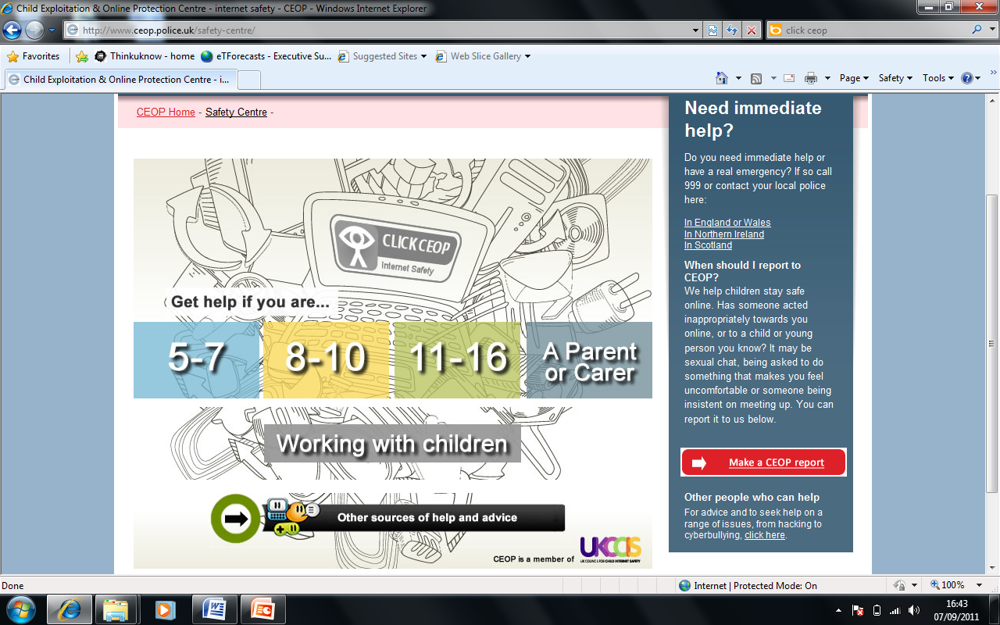 Child Exploitation & Online Protection Centre - internet safety - CEOP - Windows Internet Explorer
http://www.ceop.police.uk/safety-centre/
click ceop
Favorites
Thinkuknow - home
eTForecasts - Executive Su...
Suggested Sites
Web Slice Gallery
Child Exploitation & Online Protection Centre - i...
Page
Safety
Tools
CEOP Home - Safety Centre -
CLICK CEOP
Internet Safety
Get help if you are...
5-7
8-10
11-16
A Parent
or Carer
Working with children
Other sources of help and advice
CEOP is a member of
UKCCIS
UK COUNCIL FOR CHILD INTERNET SAFETY
Need immediate
help?
Do you need immediate help or
have a real emergency? If so call
999 or contact your local police
here:
In England or Wales
In Northern Ireland
In Scotland
When should I report to
CEOP?
We help children stay safe
online. Has someone acted
inappropriately towards you
online, or to a child or young
person you know? It may be
sexual chat, being asked to do
something that makes you feel
uncomfortable or someone being
insistent on meeting up. You can
report it to us below.
Make a CEOP report
Other people who can help
For advice and to seek help on a
range of issues, from hacking to
cyberbullying, click here.
Done
Internet | Protected Mode: On
100%
16:43
07/09/2011